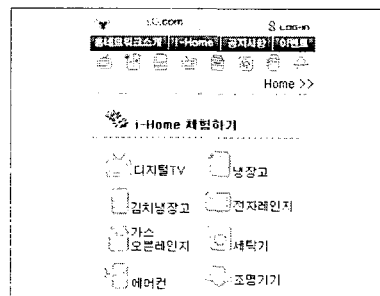 LG.com LOG-IN
홈네트워크소개 i-Home 공지사항 이벤트
Home >>
i-Home 체험하기
디지털TV 냉장고
김치냉장고 전자레인지
가스
오븐레인지 세탁기
에어컨 조명기기